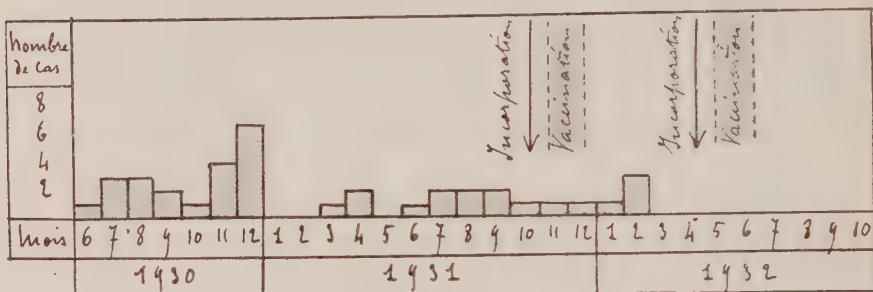 Nombre
de cas
8
6
4
2
Incorporation
Vaccination
Incorporation
Vaccination
Mois 6 7 8 9 10 11 12 1 2 3 4 5 6 7 8 9 10 11 12 1 2 3 4 5 6 7 8 9 10
1930 1931 1932